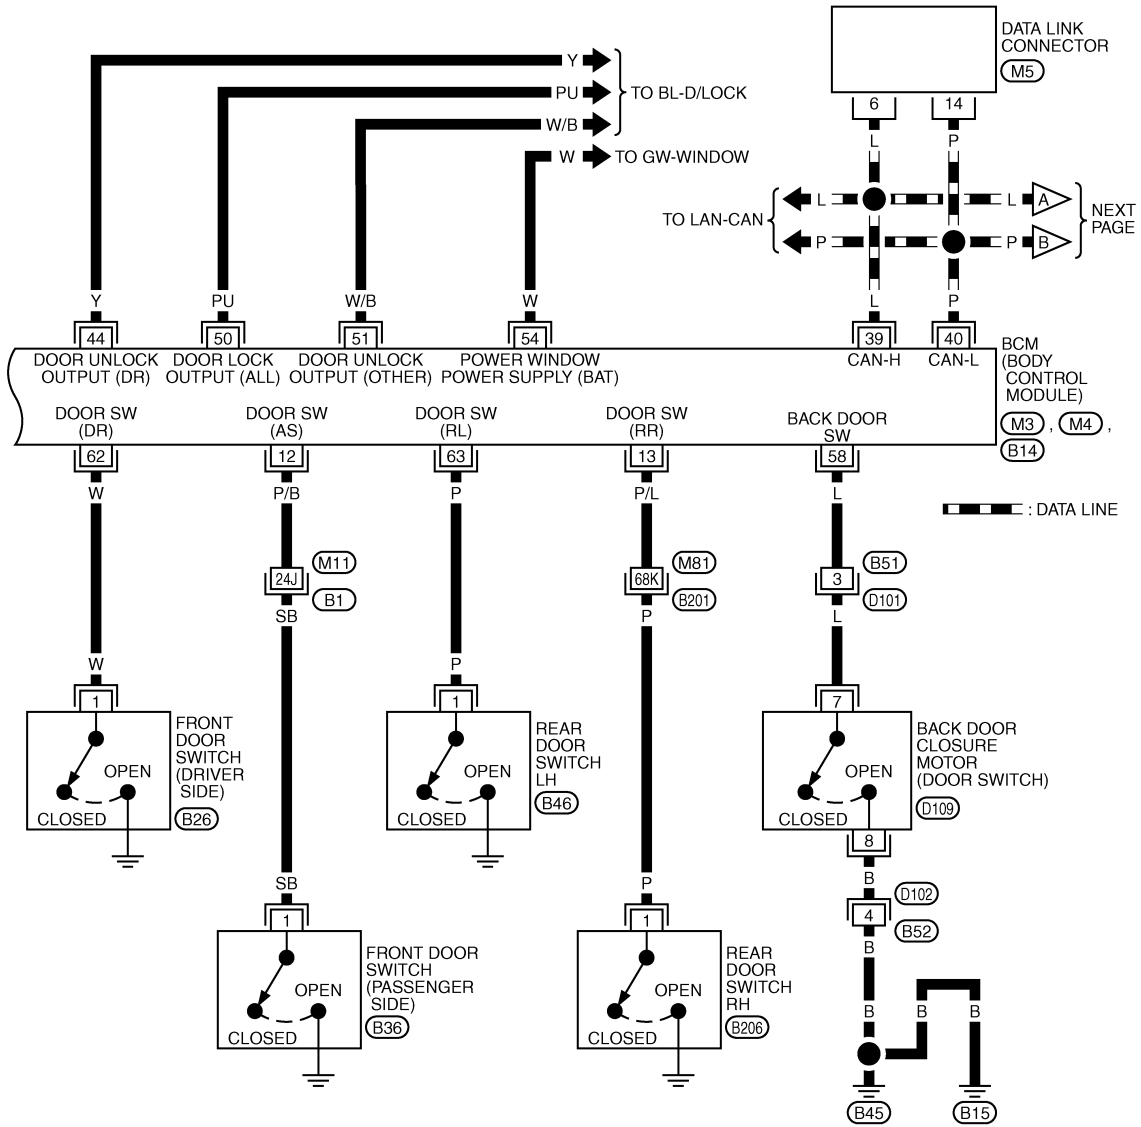 DATA LINK
CONNECTOR
M5
Y
PU
W/B
TO BL-D/LOCK
W
TO GW-WINDOW
6
14
L
P
TO LAN-CAN
L
L
A
P
P
B
NEXT
PAGE
Y
PU
W/B
W
L
P
44
50
51
54
39
40
DOOR UNLOCK
OUTPUT (DR)
DOOR LOCK
OUTPUT (ALL)
DOOR UNLOCK
OUTPUT (OTHER)
POWER WINDOW
POWER SUPPLY (BAT)
CAN-H
CAN-L
BCM
(BODY
CONTROL
MODULE)
M3 , M4 ,
B14
DOOR SW
(DR)
DOOR SW
(AS)
DOOR SW
(RL)
DOOR SW
(RR)
BACK DOOR
SW
62
12
63
13
58
W
P/B
P
P/L
L
: DATA LINE
24J
M11
B1
68K
M81
B201
3
B51
D101
SB
P
L
W
P
1
1
7
OPEN
CLOSED
FRONT
DOOR
SWITCH
(DRIVER
SIDE)
B26
OPEN
CLOSED
REAR
DOOR
SWITCH
LH
B46
OPEN
CLOSED
BACK DOOR
CLOSURE
MOTOR
(DOOR SWITCH)
D109
8
SB
P
B
D102
4
B52
B
1
1
OPEN
CLOSED
FRONT DOOR
SWITCH
(PASSENGER
SIDE)
B36
OPEN
CLOSED
REAR
DOOR
SWITCH
RH
B206
B
B
B
B45
B15